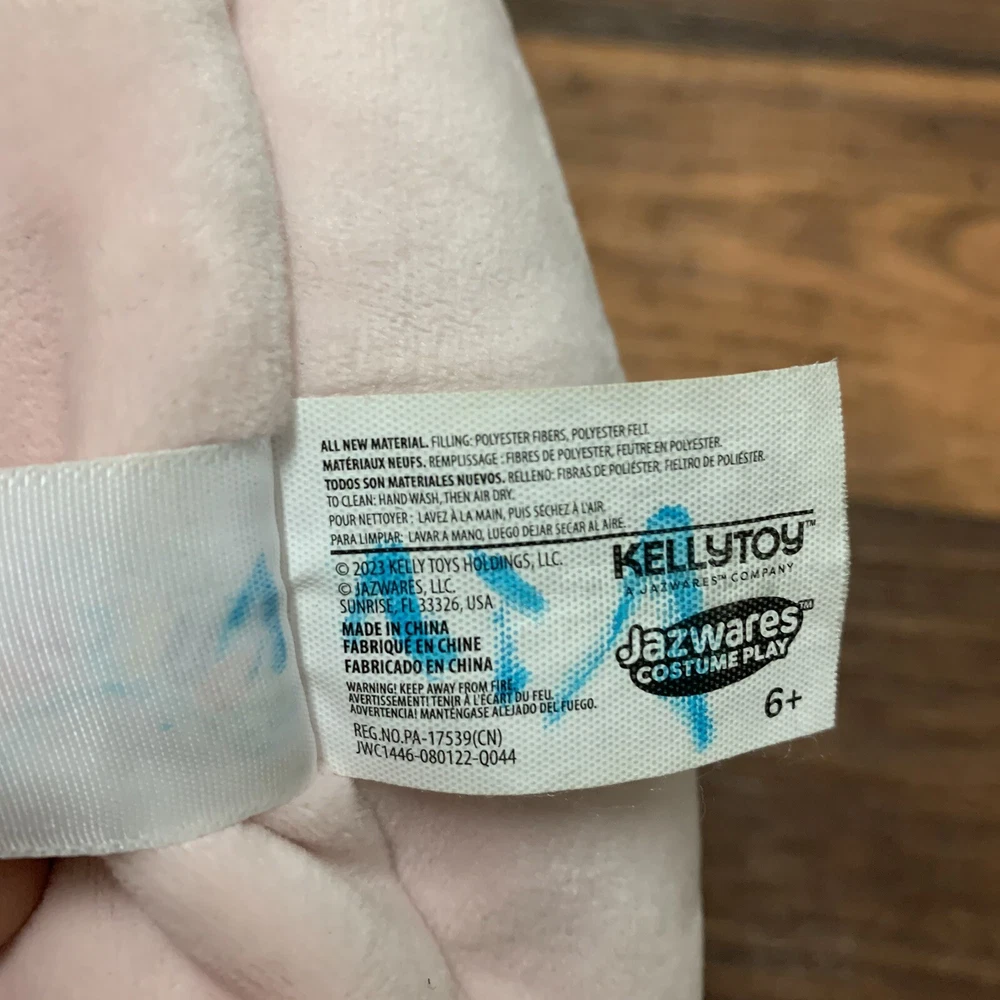 ALL NEW MATERIAL. FILLING: POLYESTER FIBERS, POLYESTER FELT.
MATÉRIAUX NEUFS. REMPLISSAGE : FIBRES DE POLYESTER, FEUTRE EN POLYESTER.
TODOS SON MATERIALES NUEVOS. RELLENO: FIBRAS DE POLIÉSTER, FIELTRO DE POLIÉSTER.
TO CLEAN: HAND WASH, THEN AIR DRY.
POUR NETTOYER : LAVEZ À LA MAIN, PUIS SÉCHEZ À L'AIR.
PARA LIMPIAR: LAVAR A MANO, LUEGO DEJAR SECAR AL AIRE.
© 2023 KELLY TOYS HOLDINGS, LLC.
© JAZWARES, LLC.
SUNRISE, FL 33326, USA
MADE IN CHINA
FABRIQUÉ EN CHINE
FABRICADO EN CHINA
WARNING! KEEP AWAY FROM FIRE.
AVERTISSEMENT! TENIR À L'ÉCART DU FEU.
ADVERTENCIA! MANTÉNGASE ALEJADO DEL FUEGO.
REG.NO.PA-17539(CN)
JWC1446-080122-Q044
KELLYTOY™
A JAZWARES™ COMPANY
Jazwares™
COSTUME PLAY
6+